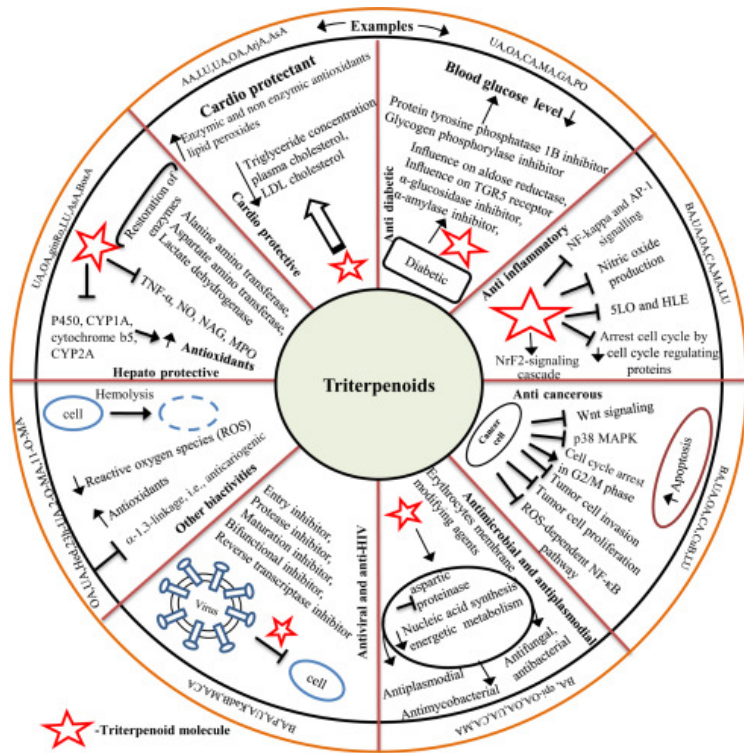 Examples
AA,LU,UA,OA,ArjA,AsA
Cardio protectant
Enzymic and non enzymic antioxidants
lipid peroxides
Triglyceride concentration
plasma cholesterol,
LDL cholesterol
Cardio protective
UA,OA,CA,MA,GA,PO
Blood glucose level
Protein tyrosine phosphatase 1B inhibitor
Glycogen phosphorylase inhibitor
Influence on aldose reductase,
Influence on TGR5 receptor
α-glucosidase inhibitor,
α-amylase inhibitor,
Diabetic
Anti diabetic
BA,UA,OA,CA,MA,LU
NF-kappa and AP-1
signalling
Nitric oxide
production
5LO and HLE
Arrest cell cycle by
cell cycle regulating
proteins
NrF2-signaling
cascade
Anti inflammatory
Anti cancerous
Cancer
cell
Wnt signaling
p38 MAPK
Cell cycle arrest
in G2/M phase
Tumor cell invasion
Tumor cell proliferation
ROS-dependent NF-κB
pathway
Apoptosis
Antimicrobial and antiplasmodial
Erythrocytes membrane
modifying agents
aspartic
proteinase
Nucleic acid synthesis
energetic metabolism
Antiplasmodial
Antimycobacterial
Antifungal,
antibacterial
BA, epi-OA,OA,UA,CA,MA
Antiviral and anti-HIV
Entry inhibitor,
Protease inhibitor,
Maturation inhibitor,
Bifunctional inhibitor,
Reverse transcriptase inhibitor
Virus
cell
Other biactivities
Hemolysis
cell
Reactive oxygen species (ROS)
Antioxidants
α-1,3-linkage, i.e., anticariogenic
Hepato protective
Restoration of
enzymes
Alanine amino transferase,
Aspartate amino transferase,
Lactate dehydrogenase
TNF-α, NO, NAG, MPO
P450, CYP1A,
cytochrome b5,
CYP2A
Antioxidants
Triterpenoids
-Triterpenoid molecule